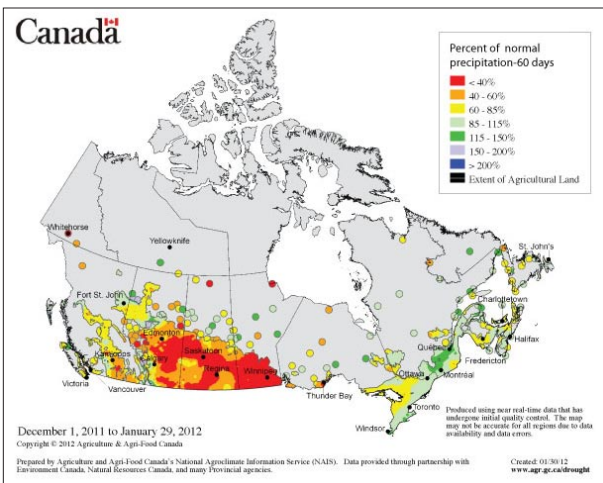 Canada
Percent of normal
precipitation-60 days
< 40%
40 - 60%
60 - 85%
85 - 115%
115 - 150%
150 - 200%
> 200%
Extent of Agricultural Land
Whitehorse
Yellowknife
St. John's
Fort St. John
Charlottetown
Edmonton
Québec
Halifax
Kamloops
Calgary
Saskatoon
Fredericton
Regina
Winnipeg
Ottawa
Montréal
Victoria
Vancouver
Thunder Bay
Toronto
Windsor
Produced using near real-time data that has
undergone initial quality control. The map
may not be accurate for all regions due to data
availability and data errors.
December 1, 2011 to January 29, 2012
Copyright © 2012 Agriculture & Agri-Food Canada
Prepared by Agriculture and Agri-Food Canada's National Agroclimate Information Service (NAIS). Data provided through partnership with
Environment Canada, Natural Resources Canada, and many Provincial agencies.
Created: 01/30/12
www.agr.gc.ca/drought